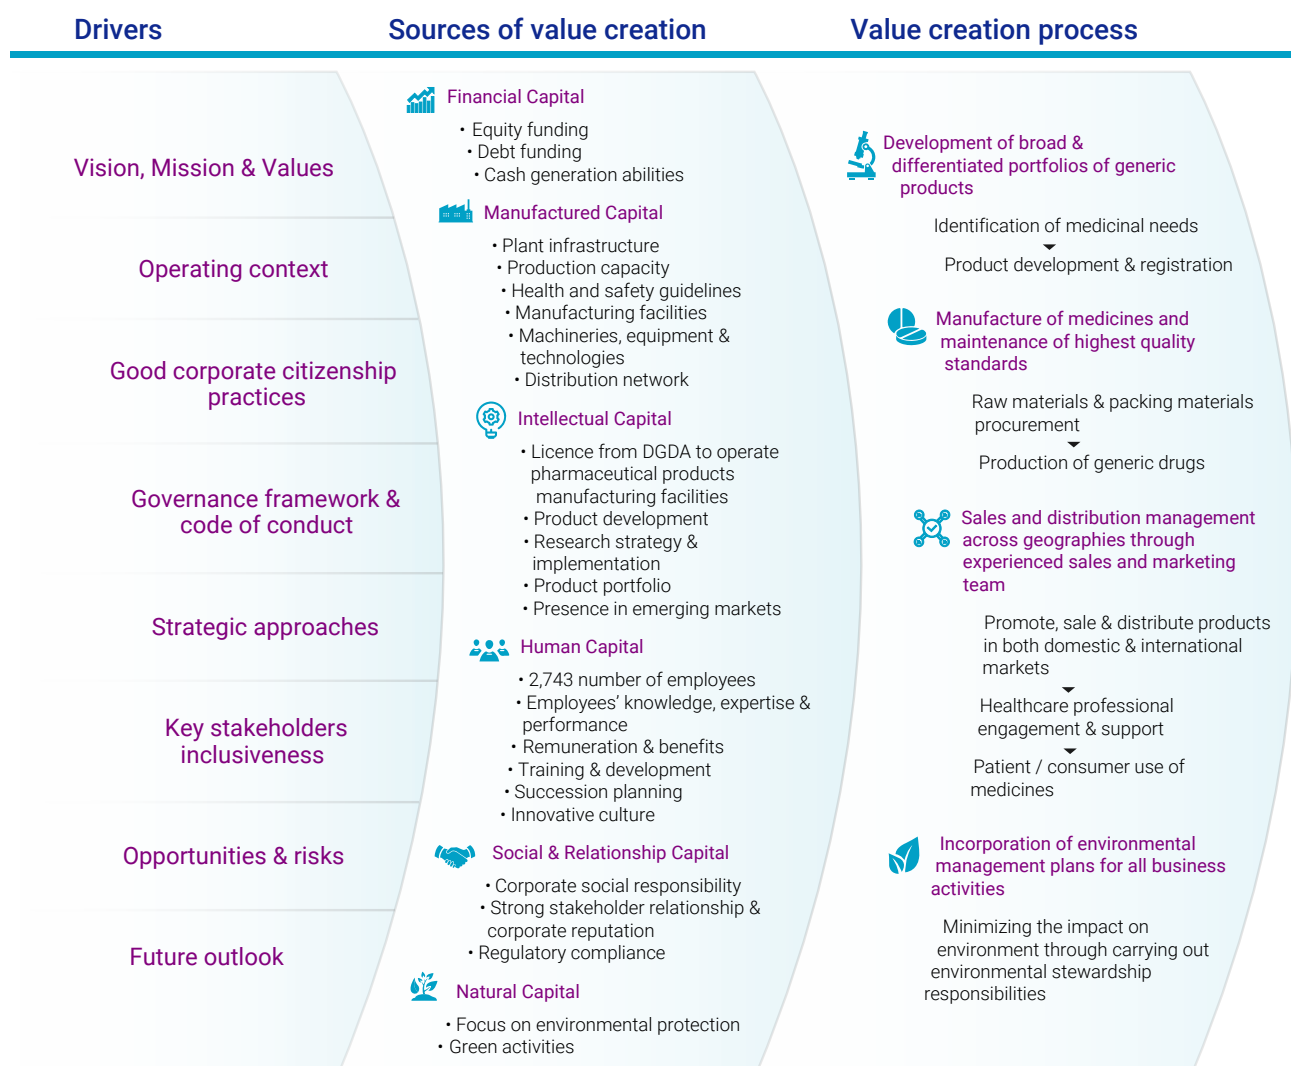 Drivers
Vision, Mission & Values
Operating context
Good corporate citizenship
practices
Governance framework &
code of conduct
Strategic approaches
Key stakeholders
inclusiveness
Opportunities & risks
Future outlook
Sources of value creation
Financial Capital
• Equity funding
• Debt funding
• Cash generation abilities
Manufactured Capital
• Plant infrastructure
• Production capacity
• Health and safety guidelines
• Manufacturing facilities
• Machineries, equipment &
technologies
• Distribution network
Intellectual Capital
• Licence from DGDA to operate
pharmaceutical products
manufacturing facilities
• Product development
• Research strategy &
implementation
• Product portfolio
• Presence in emerging markets
Human Capital
• 2,743 number of employees
• Employees’ knowledge, expertise &
performance
• Remuneration & benefits
• Training & development
• Succession planning
• Innovative culture
Social & Relationship Capital
• Corporate social responsibility
• Strong stakeholder relationship &
corporate reputation
• Regulatory compliance
Natural Capital
• Focus on environmental protection
• Green activities
Value creation process
Development of broad &
differentiated portfolios of generic
products
Identification of medicinal needs
Product development & registration
Manufacture of medicines and
maintenance of highest quality
standards
Raw materials & packing materials
procurement
Production of generic drugs
Sales and distribution management
across geographies through
experienced sales and marketing
team
Promote, sale & distribute products
in both domestic & international
markets
Healthcare professional
engagement & support
Patient / consumer use of
medicines
Incorporation of environmental
management plans for all business
activities
Minimizing the impact on
environment through carrying out
environmental stewardship
responsibilities